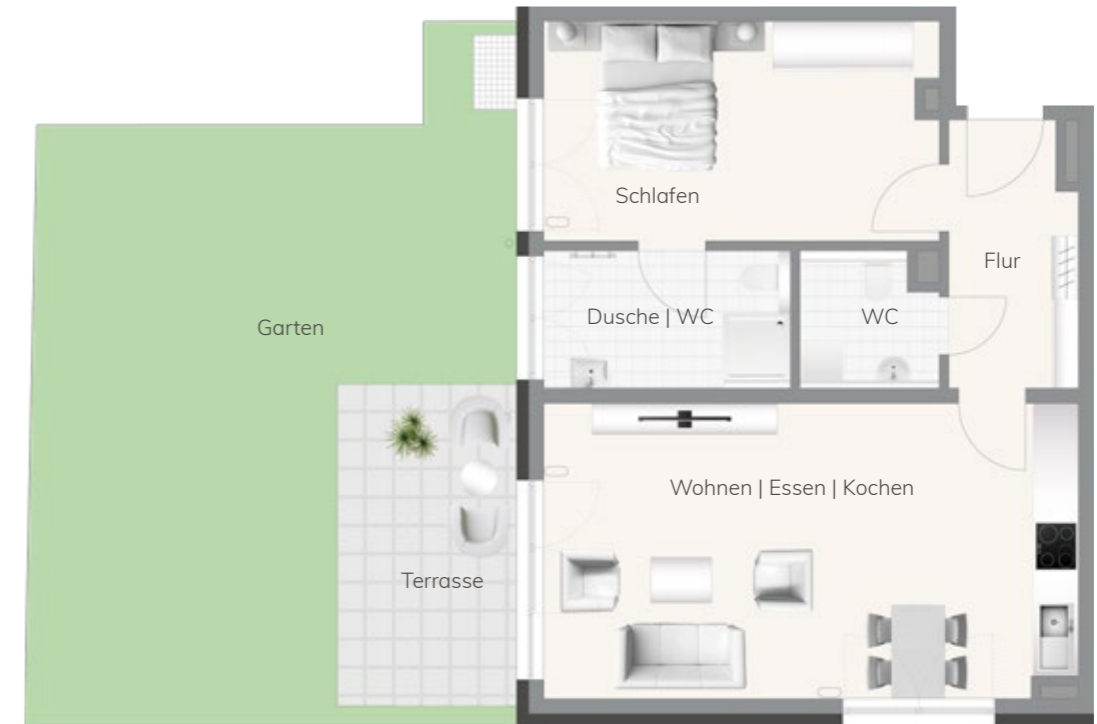 Schlafen
Flur
Dusche | WC
WC
Garten
Wohnen | Essen | Kochen
Terrasse